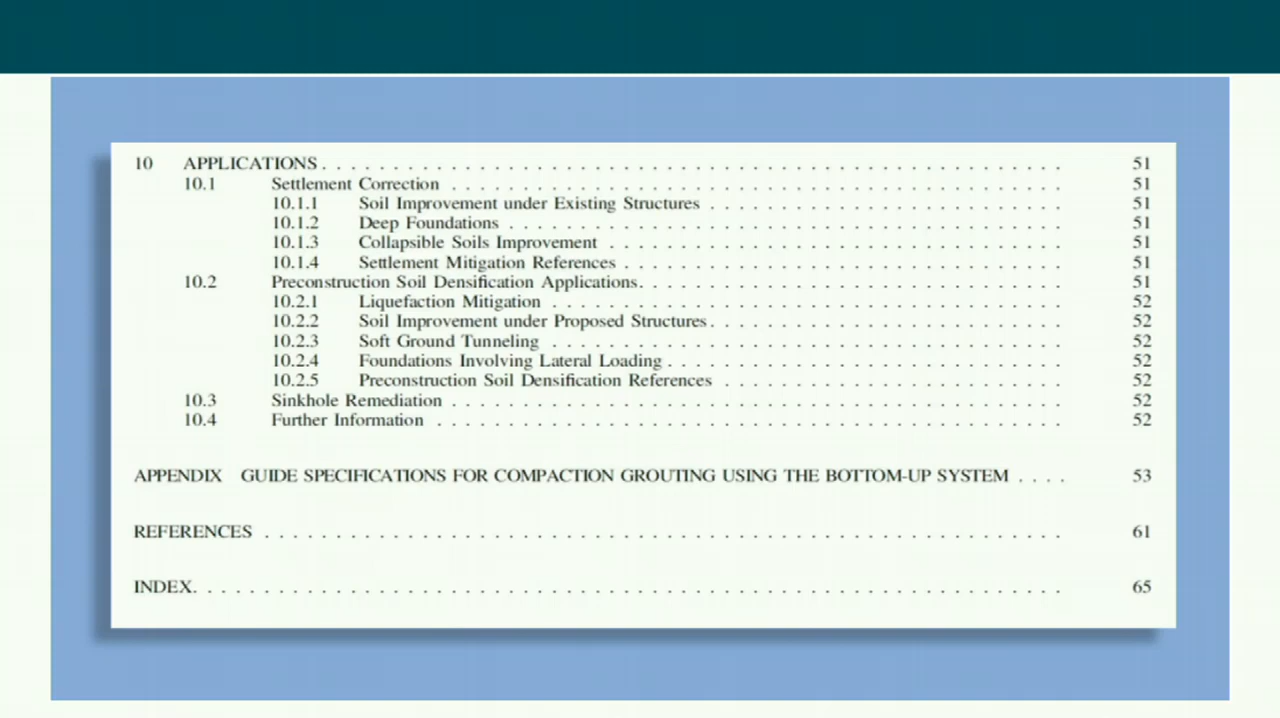 10 APPLICATIONS . . . . . . . . . . . . . . . . . . . . 51
10.1 Settlement Correction . . . . . . . . . . . . . . . . . . . . 51
10.1.1 Soil Improvement under Existing Structures . . . . . . . . . . . . . . . . . . . . 51
10.1.2 Deep Foundations . . . . . . . . . . . . . . . . . . . . 51
10.1.3 Collapsible Soils Improvement . . . . . . . . . . . . . . . . . . . . 51
10.1.4 Settlement Mitigation References . . . . . . . . . . . . . . . . . . . . 51
10.2 Preconstruction Soil Densification Applications. . . . . . . . . . . . . . . . . . . . 51
10.2.1 Liquefaction Mitigation . . . . . . . . . . . . . . . . . . . . 52
10.2.2 Soil Improvement under Proposed Structures. . . . . . . . . . . . . . . . . . . . 52
10.2.3 Soft Ground Tunneling . . . . . . . . . . . . . . . . . . . . 52
10.2.4 Foundations Involving Lateral Loading . . . . . . . . . . . . . . . . . . . . 52
10.2.5 Preconstruction Soil Densification References . . . . . . . . . . . . . . . . . . . . 52
10.3 Sinkhole Remediation . . . . . . . . . . . . . . . . . . . . 52
10.4 Further Information . . . . . . . . . . . . . . . . . . . . 52
APPENDIX GUIDE SPECIFICATIONS FOR COMPACTION GROUTING USING THE BOTTOM-UP SYSTEM . . . . 53
REFERENCES . . . . . . . . . . . . . . . . . . . . 61
INDEX. . . . . . . . . . . . . . . . . . . . 65